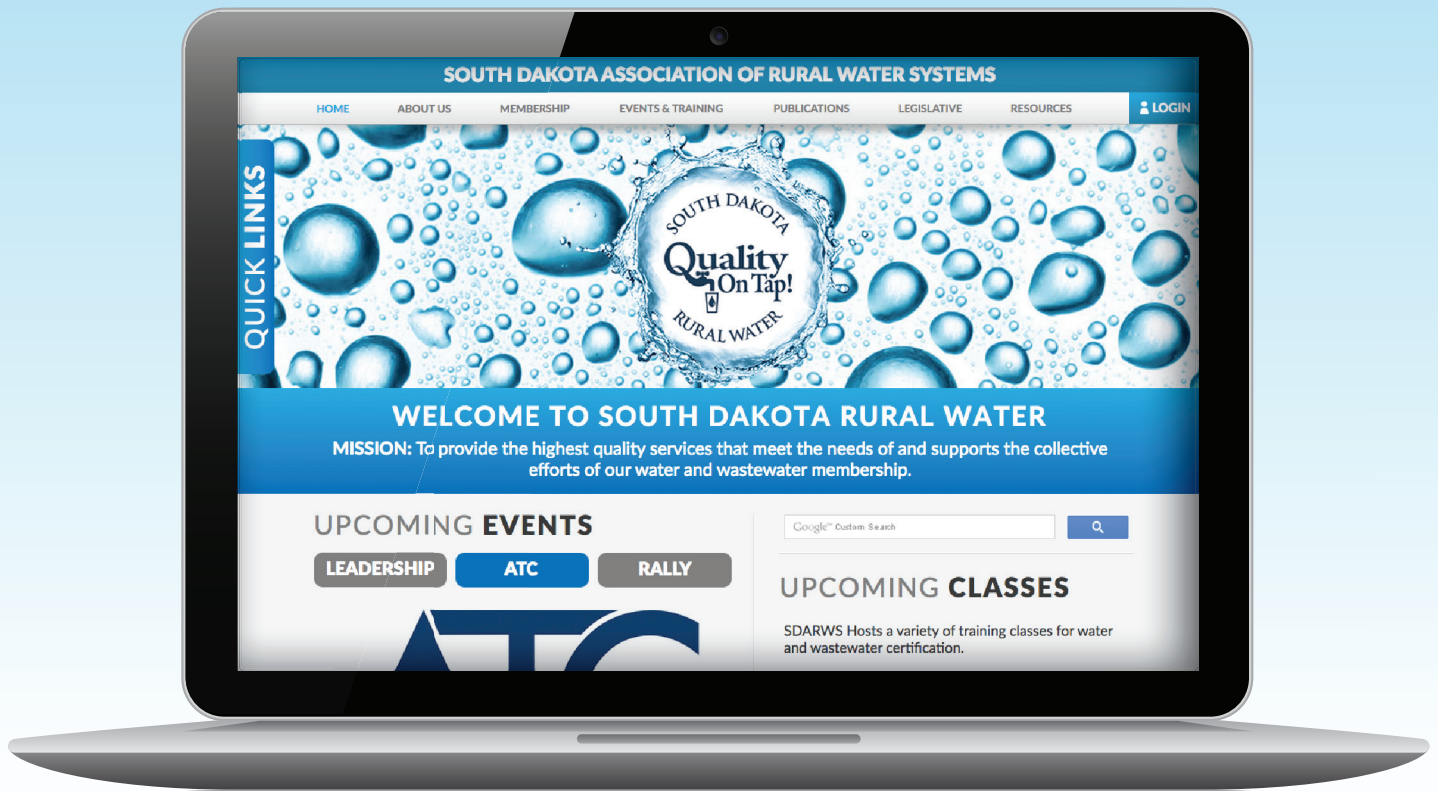 SOUTH DAKOTA ASSOCIATION OF RURAL WATER SYSTEMS
HOME ABOUT US MEMBERSHIP EVENTS & TRAINING PUBLICATIONS LEGISLATIVE RESOURCES LOGIN
QUICK LINKS
SOUTH DAKOTA
Quality
On Tap!
RURAL WATER
WELCOME TO SOUTH DAKOTA RURAL WATER
MISSION: To provide the highest quality services that meet the needs of and supports the collective
efforts of our water and wastewater membership.
UPCOMING EVENTS
LEADERSHIP ATC RALLY
ATC
Google™ Custom Search
UPCOMING CLASSES
SDARWS Hosts a variety of training classes for water
and wastewater certification.